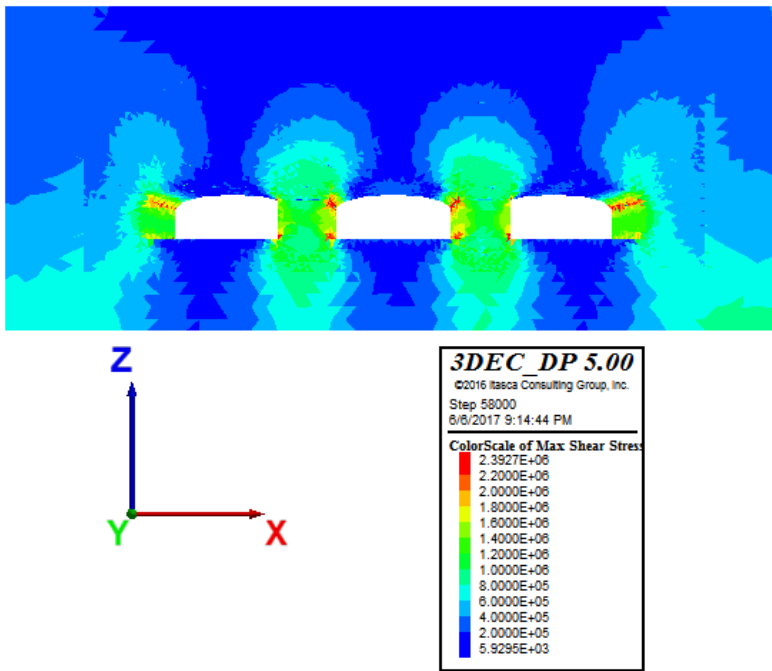 Z
Y
X
3DEC_DP 5.00
©2016 Itasca Consulting Group, Inc.
Step 58000
6/6/2017 9:14:44 PM
ColorScale of Max Shear Stress
2.3927E+06
2.2000E+06
2.0000E+06
1.8000E+06
1.6000E+06
1.4000E+06
1.2000E+06
1.0000E+06
8.0000E+05
6.0000E+05
4.0000E+05
2.0000E+05
5.9295E+03